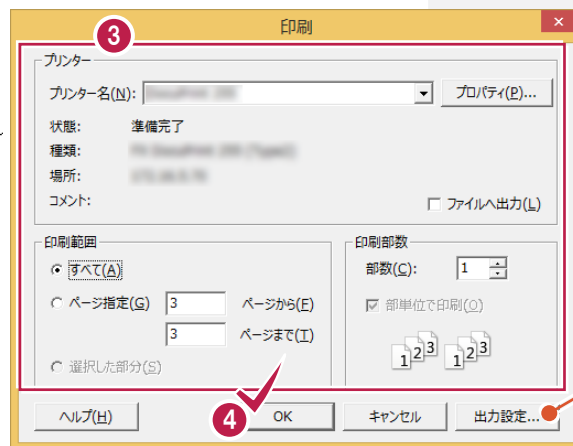 印刷
3
プリンター
プリンター名(N):
プロパティ(P)...
状態: 準備完了
種類:
場所:
コメント:
ファイルへ出力(L)
印刷範囲
すべて(A)
ページ指定(G) 3 ページから(F)
3 ページまで(T)
選択した部分(S)
印刷部数
部数(C): 1
部単位で印刷(O)
1 2 3 1 2 3
4
ヘルプ(H) OK キャンセル 出力設定...